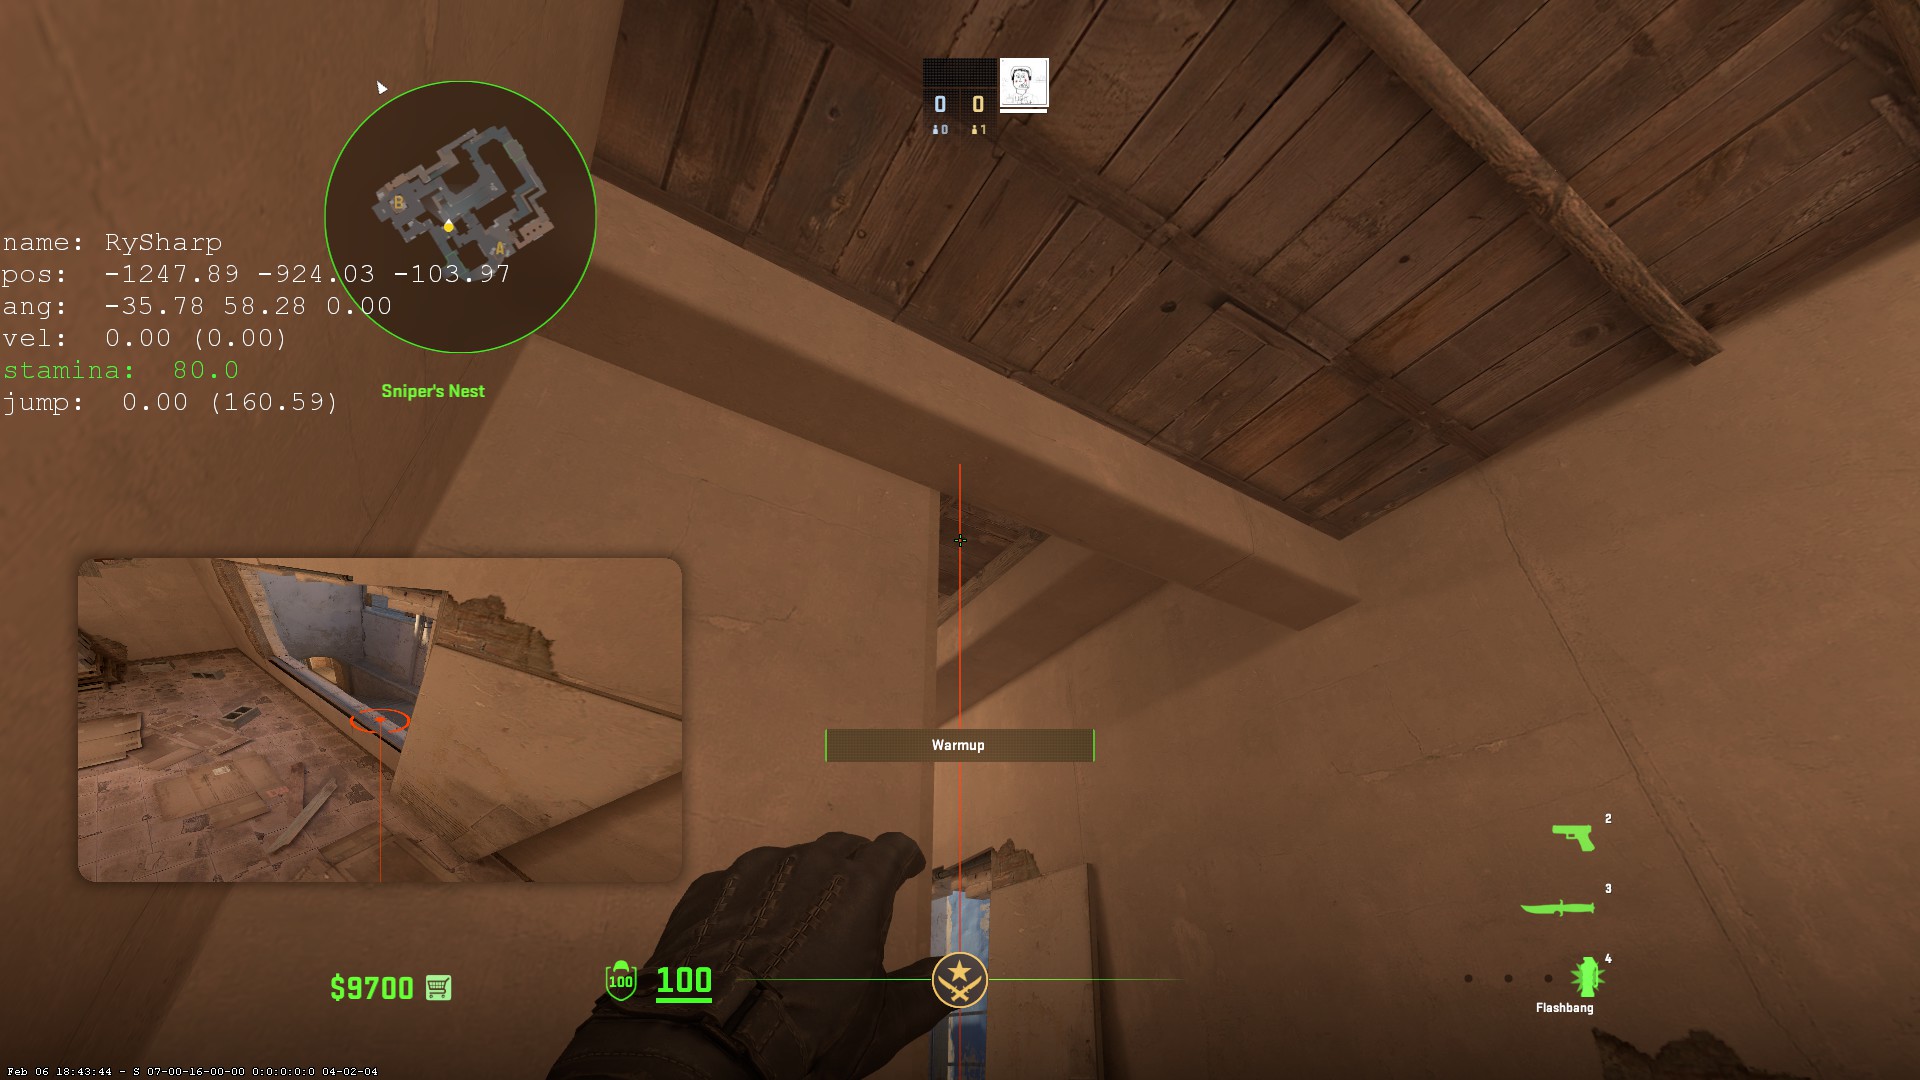 0 0
0 1
B
A
name: RySharp
pos: -1247.89 -924.03 -103.97
ang: -35.78 58.28 0.00
vel: 0.00 (0.00)
stamina: 80.0
jump: 0.00 (160.59)
Sniper's Nest
Warmup
2
3
4
Flashbang
$9700
100
100
Feb 06 18:43:44 - S 07-00-16-00-00 0:0:0:0:0 04-02-04